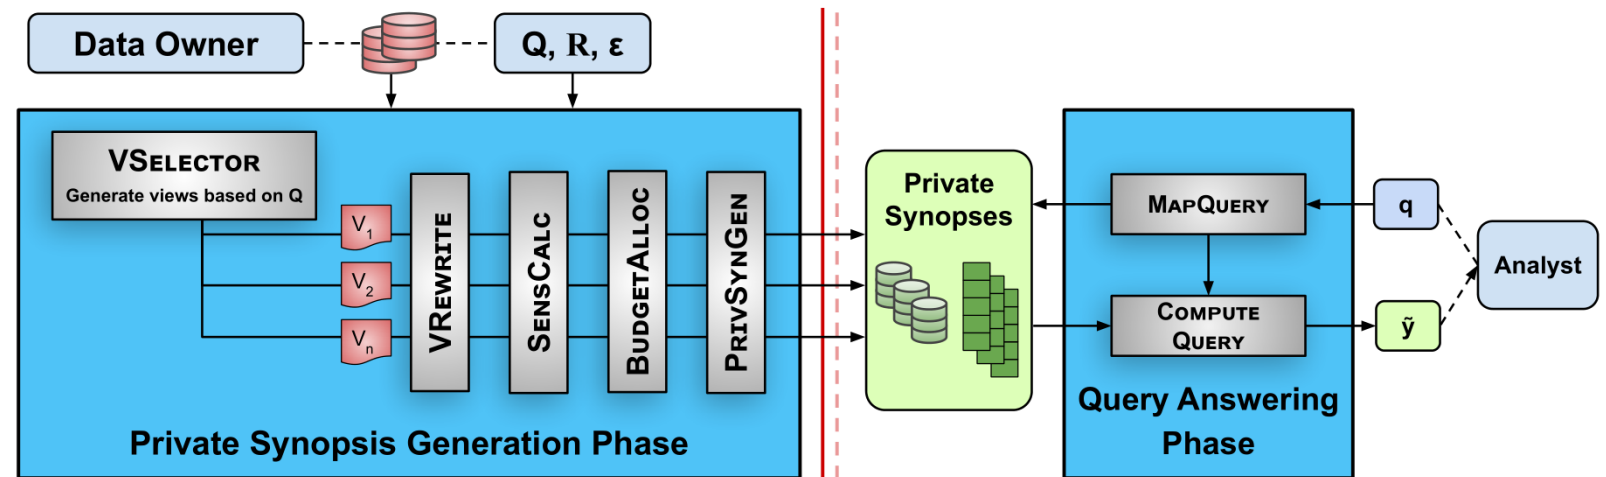 Data Owner
Q, R, ε
VSELECTOR
Generate views based on Q
V1
V2
Vn
VREWRITE
SENSCALC
BUDGETALLOC
PRIVSYNGEN
Private Synopsis Generation Phase
Private
Synopses
MAPQUERY
COMPUTE
QUERY
Query Answering
Phase
q
ỹ
Analyst